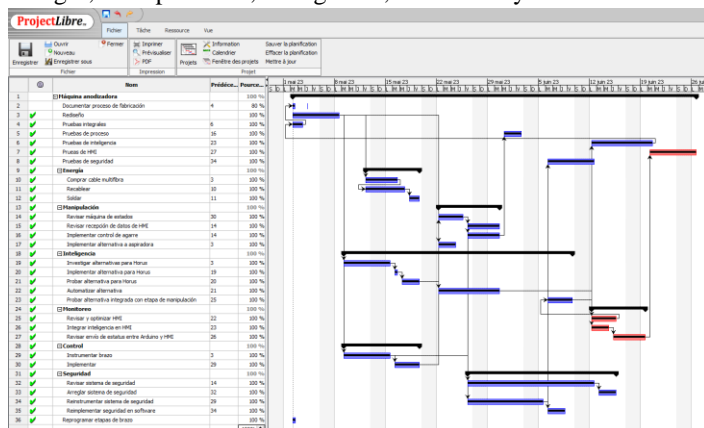 ProjectLibre
Fichier Tâche Ressource Vue
Enregistrer Ouvrir Fermer Imprimer Projets Information Sauver la planification
Nouveau Prévisualiser Calendrier Effacer la planification
Enregistrer sous PDF Fenêtre des projets Mettre à jour
Fichier Impression Projet
Nom Prédéce... Pource... 1 mai 23 8 mai 23 15 mai 23 22 mai 23 29 mai 23 5 juin 23 12 juin 23 19 juin 23 26 ju
1 Máquina 100 %
2 Documentar proceso de fabricación 4 80 %
3 Rediseño 100 %
4 Pruebas integrales 6 100 %
5 Pruebas de proceso 16 100 %
6 Pruebas de inteligencia 23 100 %
7 Prueas de HMI 27 100 %
8 Pruebas de seguridad 34 100 %
9 Energía 100 %
10 Comprar cable multifibra 3 100 %
11 Recablear 10 100 %
12 Soldar 11 100 %
13 Manipulación 100 %
14 Revisar máquina de estados 30 100 %
15 Revisar recepción de datos de HMI 14 100 %
16 Implementar control de agarre 14 100 %
17 Implementar alternativa a aspiradora 3 100 %
18 Inteligencia 100 %
19 Investigar alternativas para Horus 3 100 %
20 Implementar alternativa para Horus 19 100 %
21 Probar alternativa para Horus 20 100 %
22 Automatizar alternativa 21 100 %
23 Probar alternativa integrada con etapa de manipulación 25 100 %
24 Monitoreo 100 %
25 Revisar y optimizar HMI 22 100 %
26 Integrar inteligencia en HMI 23 100 %
27 Revisar envío de estatus entre Arduino y HMI 26 100 %
28 Control 100 %
29 Instrumentar brazo 3 100 %
30 Implementar 29 100 %
31 Seguridad 100 %
32 Revisar sistema de seguridad 14 100 %
33 Arreglar sistema de seguridad 32 100 %
34 Reinstrumentar sistema de seguridad 29 100 %
35 Reimplementar seguridad en software 34 100 %
36 Reprogramar etapas de brazo 100 %